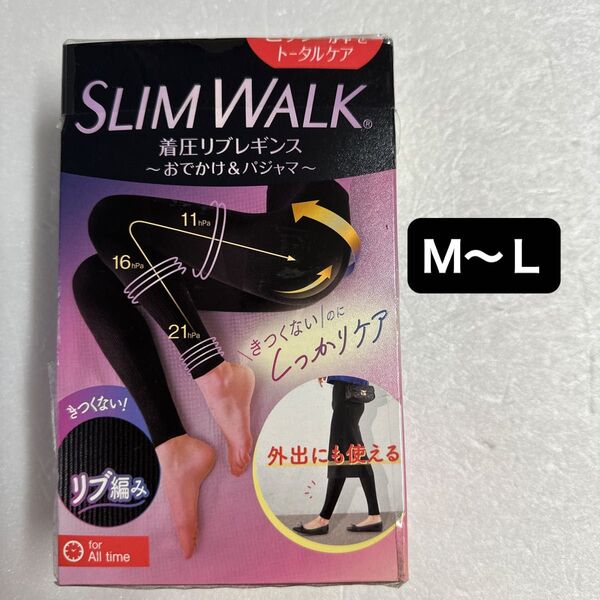 トータルケア
SLIM WALK®
着圧リブレギンス
～おでかけ&パジャマ～
11hPa
16hPa
21hPa
M～L
\きつくない/のに
しっかりケア
きつくない!
リブ編み
外出にも使える
for
All time